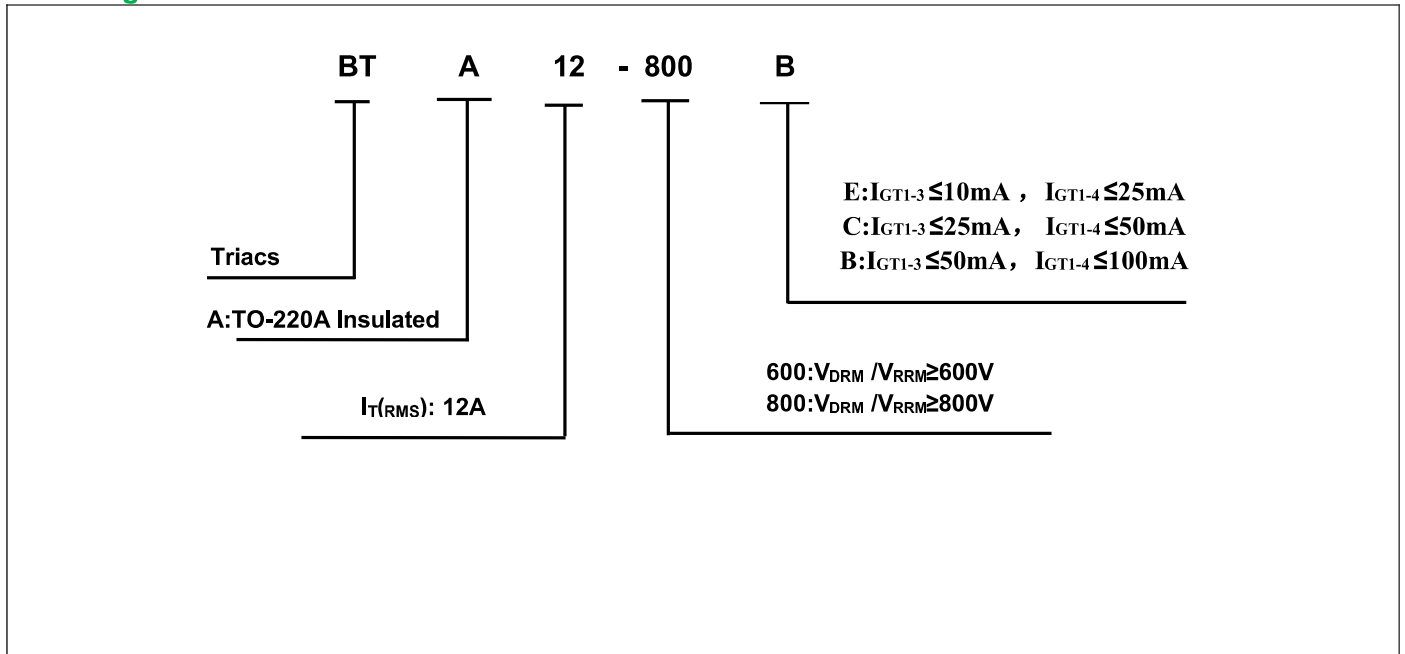 BT A 12 - 800 B
E:IGT1-3≤10mA , IGT1-4≤25mA
C:IGT1-3≤25mA， IGT1-4≤50mA
B:IGT1-3≤50mA， IGT1-4≤100mA
Triacs
A:TO-220A Insulated
600:VDRM /VRRM≥600V
800:VDRM /VRRM≥800V
IT(RMS): 12A